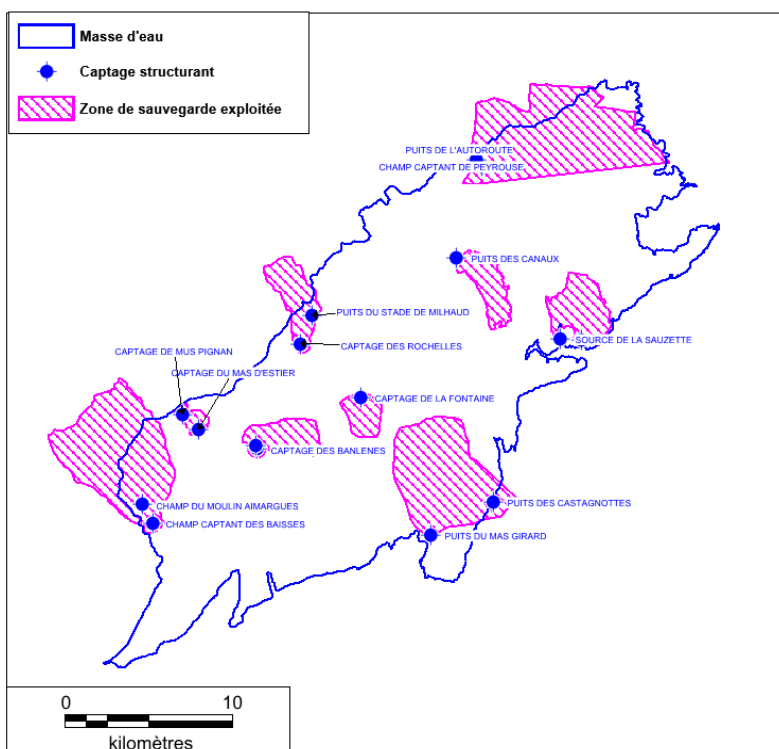 Masse d'eau
Captage structurant
Zone de sauvegarde exploitée
PUITS DE L'AUTOROUTE
CHAMP CAPTANT DE PEYROUSE
PUITS DES CANAUX
PUITS DU STADE DE MILHAUD
SOURCE DE LA SAUZETTE
CAPTAGE DES ROCHELLES
CAPTAGE DE MUS PIGNAN
CAPTAGE DU MAS D'ESTIER
CAPTAGE DE LA FONTAINE
CAPTAGE DES BANLENES
CHAMP DU MOULIN AIMARGUES
PUITS DES CASTAGNOTTES
CHAMP CAPTANT DES BAISSES
PUITS DU MAS GIRARD
0 10
kilomètres